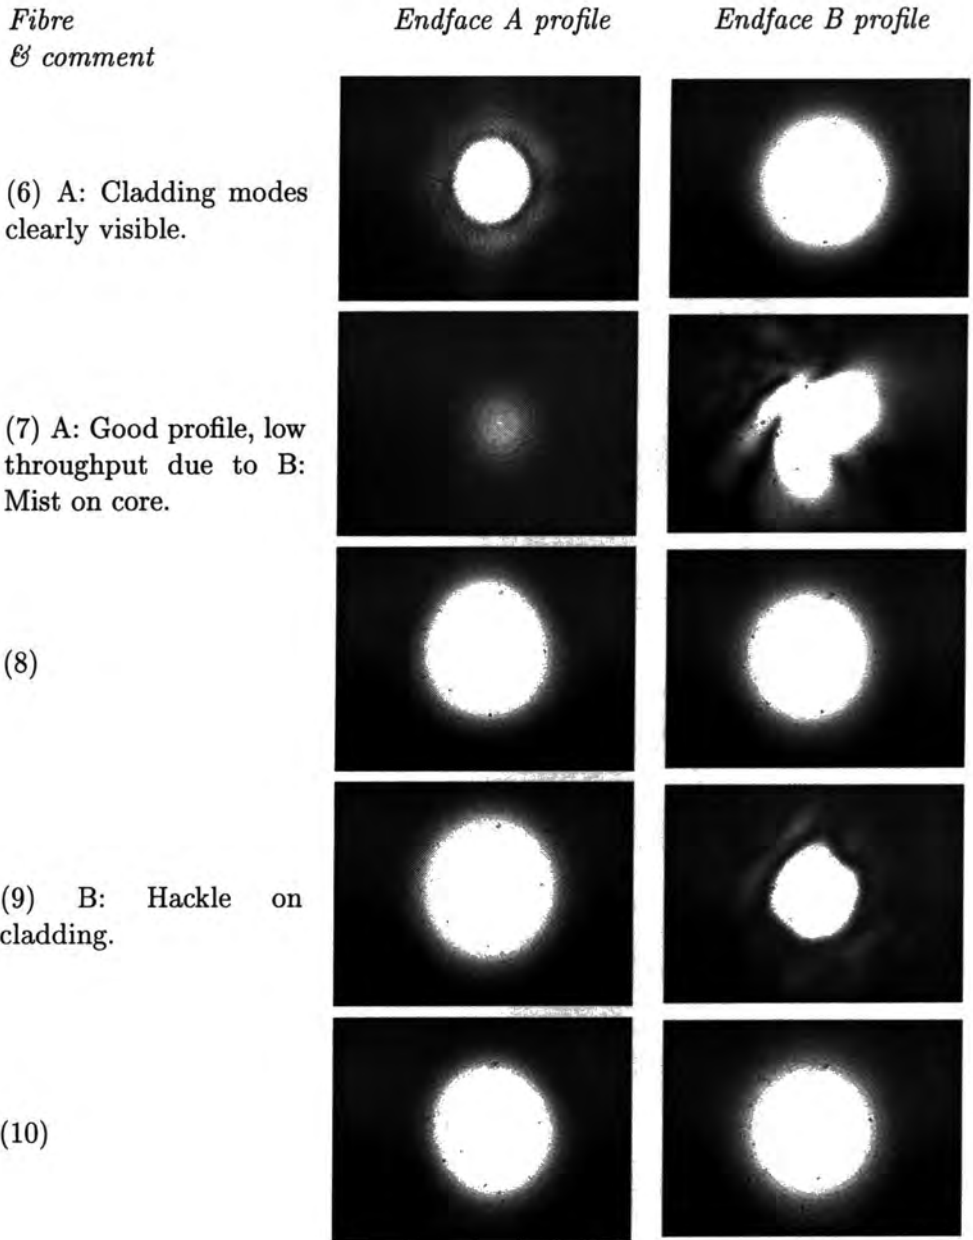 Fibre
& comment
Endface A profile
Endface B profile
(6) A: Cladding modes
clearly visible.
(7) A: Good profile, low
throughput due to B:
Mist on core.
(8)
(9) B: Hackle on
cladding.
(10)